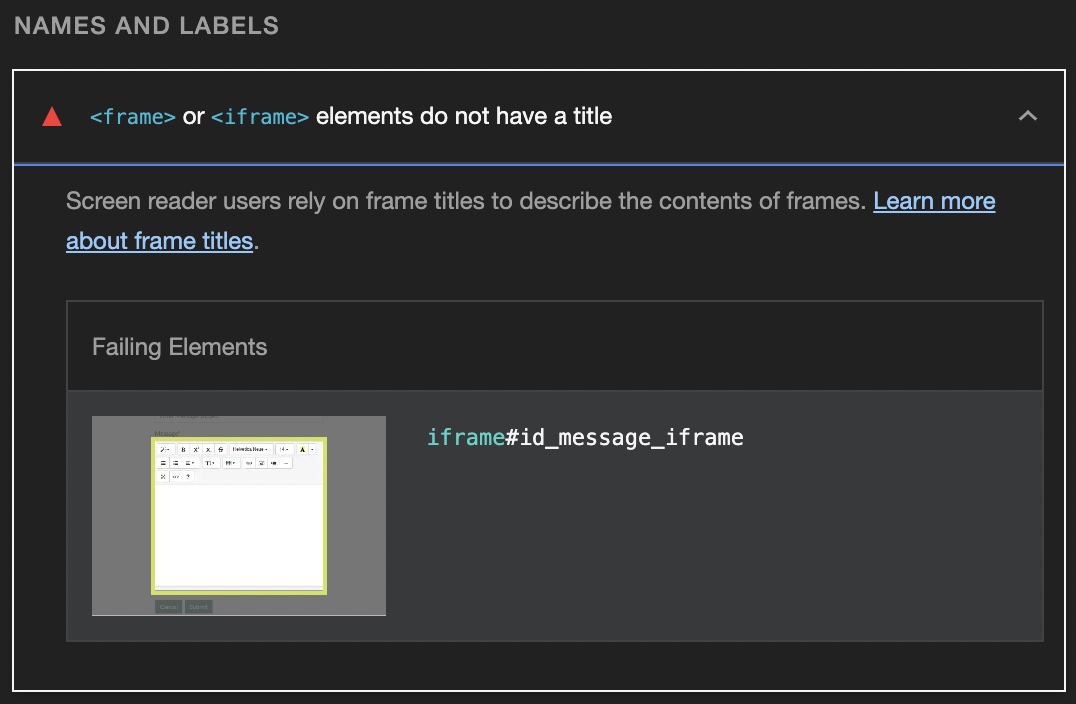 NAMES AND LABELS
<frame> or <iframe> elements do not have a title
Screen reader users rely on frame titles to describe the contents of frames. Learn more
about frame titles.
Failing Elements
iframe#id_message_iframe
Message*
Helvetica Neue
14
Cancel Submit